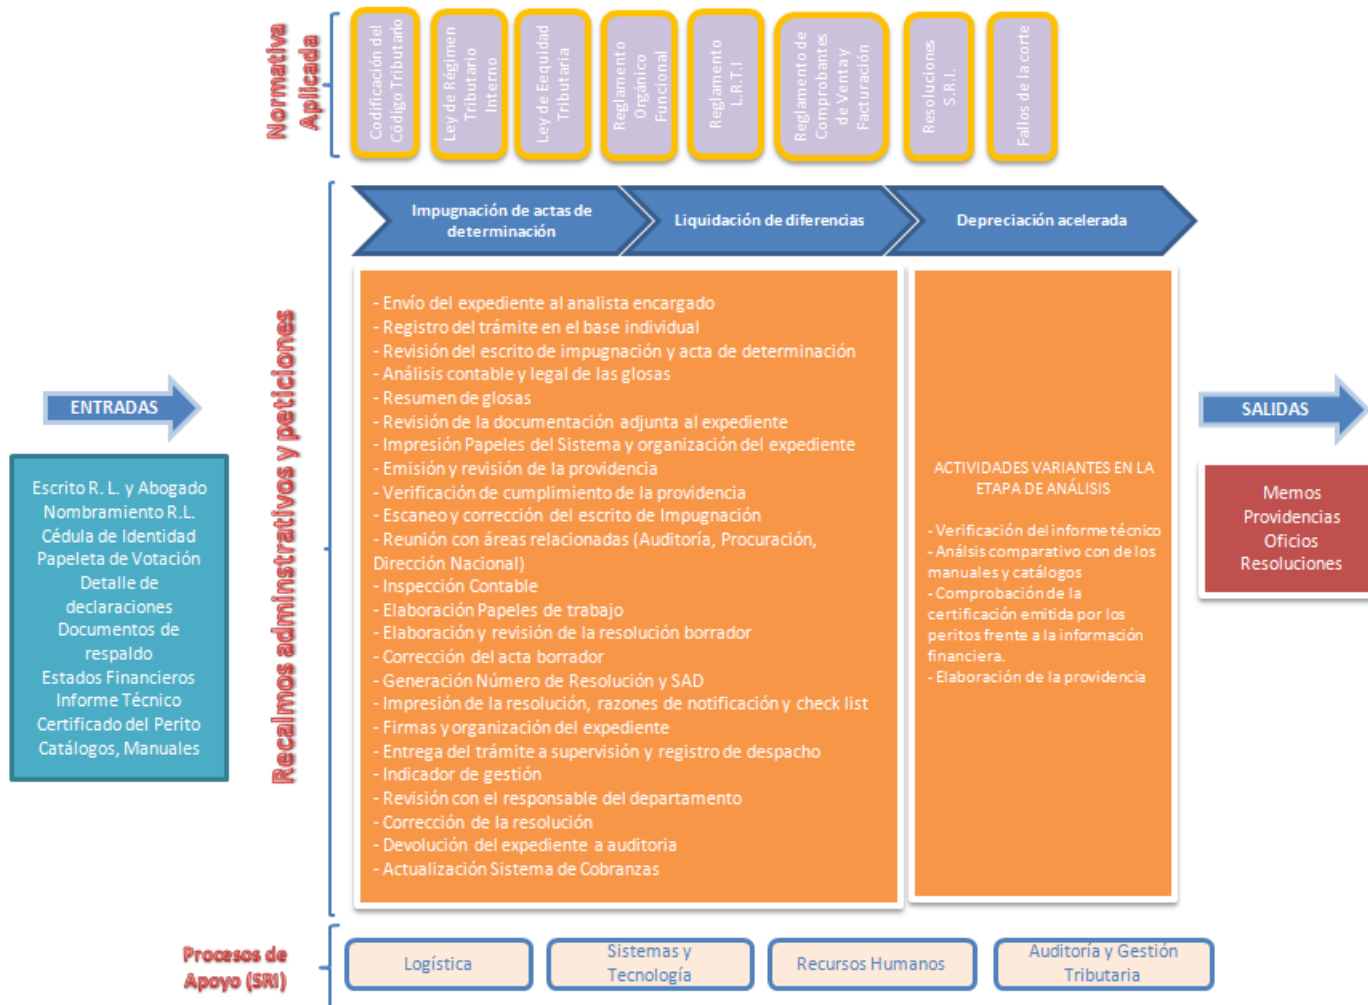 Normativa
Aplicada
Codificación del
Código Tributario
Ley de Régimen
Tributario
Interno
Ley de Eequidad
Tributaria
Reglamento
Orgánico
Funcional
Reglamento
L.R.T.I
Reglamento de
Comprobantes
de Venta y
Facturación
Resoluciones
S.R.I.
Fallos de la corte
Recalmos adminstrativos y peticiones
Impugnación de actas de
determinación
Liquidación de diferencias
Depreciación acelerada
ENTRADAS
Escrito R. L. y Abogado
Nombramiento R.L.
Cédula de Identidad
Papeleta de Votación
Detalle de
declaraciones
Documentos de
respaldo
Estados Financieros
Informe Técnico
Certificado del Perito
Catálogos, Manuales
- Envío del expediente al analista encargado
- Registro del trámite en el base individual
- Revisión del escrito de impugnación y acta de determinación
- Análisis contable y legal de las glosas
- Resumen de glosas
- Revisión de la documentación adjunta al expediente
- Impresión Papeles del Sistema y organización del expediente
- Emisión y revisión de la providencia
- Verificación de cumplimiento de la providencia
- Escaneo y corrección del escrito de Impugnación
- Reunión con áreas relacionadas (Auditoría, Procuración,
Dirección Nacional)
- Inspección Contable
- Elaboración Papeles de trabajo
- Elaboración y revisión de la resolución borrador
- Corrección del acta borrador
- Generación Número de Resolución y SAD
- Impresión de la resolución, razones de notificación y check list
- Firmas y organización del expediente
- Entrega del trámite a supervisión y registro de despacho
- Indicador de gestión
- Revisión con el responsable del departamento
- Corrección de la resolución
- Devolución del expediente a auditoria
- Actualización Sistema de Cobranzas
ACTIVIDADES VARIANTES EN LA
ETAPA DE ANÁLISIS
- Verificación del informe técnico
- Análsis comparativo con de los
manuales y catálogos
- Comprobación de la
certificación emitida por los
peritos frente a la información
financiera.
- Elaboración de la providencia
SALIDAS
Memos
Providencias
Oficios
Resoluciones
Procesos de
Apoyo (SRI)
Logística
Sistemas y
Tecnología
Recursos Humanos
Auditoría y Gestión
Tributaria